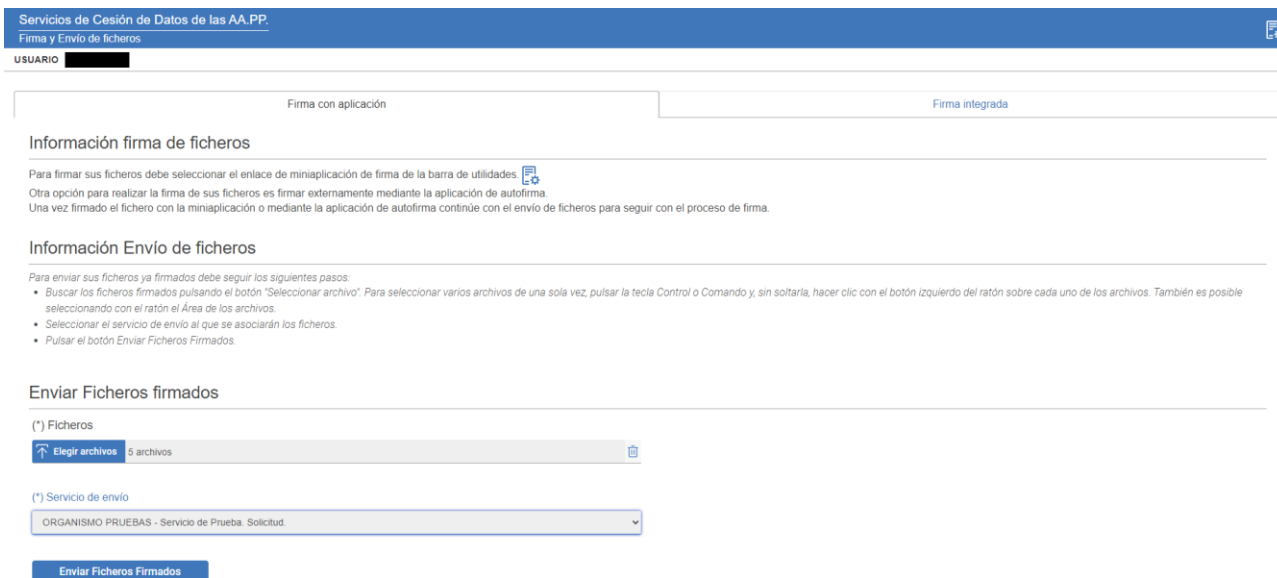 Servicios de Cesión de Datos de las AA.PP.
Firma y Envío de ficheros
USUARIO
Firma con aplicación
Firma integrada
Información firma de ficheros
Para firmar sus ficheros debe seleccionar el enlace de miniaplicación de firma de la barra de utilidades.
Otra opción para realizar la firma de sus ficheros es firmar externamente mediante la aplicación de autofirma.
Una vez firmado el fichero con la miniaplicación o mediante la aplicación de autofirma continúe con el envío de ficheros para seguir con el proceso de firma.
Información Envío de ficheros
Para enviar sus ficheros ya firmados debe seguir los siguientes pasos:
• Buscar los ficheros firmados pulsando el botón "Seleccionar archivo". Para seleccionar varios archivos de una sola vez, pulsar la tecla Control o Comando y, sin soltarla, hacer clic con el botón izquierdo del ratón sobre cada uno de los archivos. También es posible
seleccionando con el ratón el Área de los archivos.
• Seleccionar el servicio de envío al que se asociarán los ficheros.
• Pulsar el botón Enviar Ficheros Firmados.
Enviar Ficheros firmados
(*) Ficheros
Elegir archivos 5 archivos
(*) Servicio de envío
ORGANISMO PRUEBAS - Servicio de Prueba. Solicitud.
Enviar Ficheros Firmados